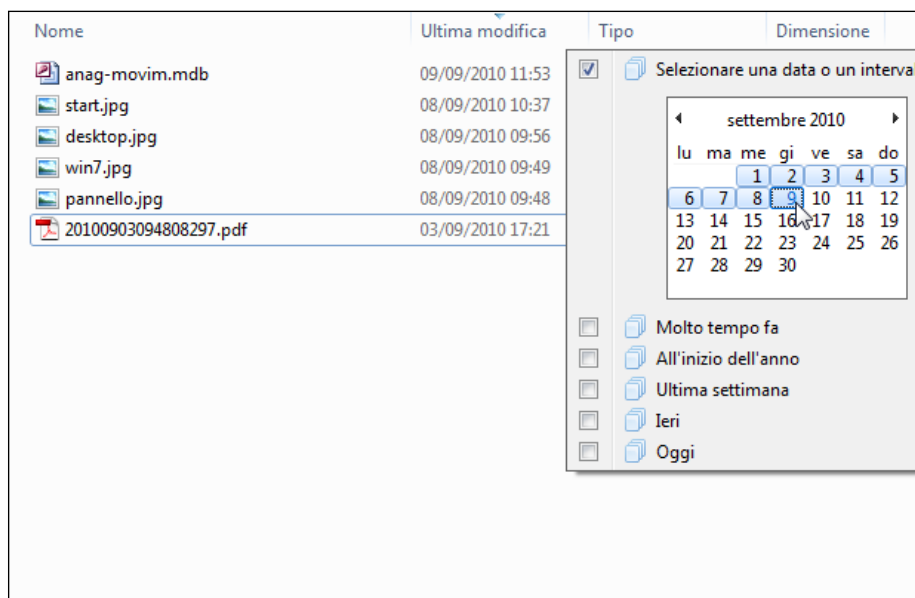 Nome Ultima modifica Tipo Dimensione
anag-movim.mdb 09/09/2010 11:53
start.jpg 08/09/2010 10:37
desktop.jpg 08/09/2010 09:56
win7.jpg 08/09/2010 09:49
pannello.jpg 08/09/2010 09:48
20100903094808297.pdf 03/09/2010 17:21
Selezionare una data o un interval
settembre 2010
lu ma me gi ve sa do
1 2 3 4 5
6 7 8 9 10 11 12
13 14 15 16 17 18 19
20 21 22 23 24 25 26
27 28 29 30
Molto tempo fa
All'inizio dell'anno
Ultima settimana
Ieri
Oggi